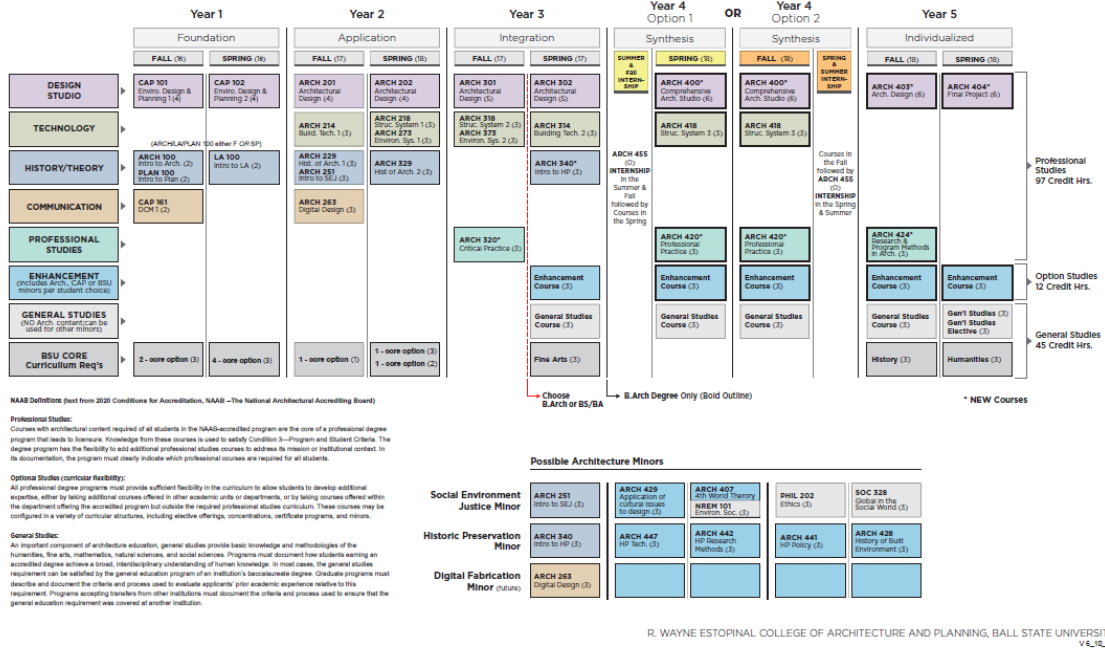 Year 1
Year 2
Year 3
Year 4
Option 1
OR
Year 4
Option 2
Year 5
Foundation
Application
Integration
Synthesis
Synthesis
Individualized
FALL (16)
SPRING (18)
FALL (17)
SPRING (18)
FALL (17)
SPRING (17)
SUMMER
&
Fall
INTERN-
SHIP
SPRING (18)
FALL (18)
SPRING
&
SUMMER
INTERN-
SHIP
FALL (18)
SPRING (18)
DESIGN
STUDIO
CAP 101
Enviro. Design &
Planning 1 (4)
CAP 102
Enviro. Design &
Planning 2 (4)
ARCH 201
Architectural
Design (4)
ARCH 202
Architectural
Design (4)
ARCH 301
Architectural
Design (5)
ARCH 302
Architectural
Design (5)
ARCH 400*
Comprehensive
Arch. Studio (6)
ARCH 400*
Comprehensive
Arch. Studio (6)
ARCH 403*
Arch. Design (6)
ARCH 404*
Final Project (6)
TECHNOLOGY
ARCH 214
Build. Tech. 1 (3)
ARCH 218
Struc. System 1 (3)
ARCH 273
Environ. Sys. 1 (3)
ARCH 318
Struc. System 2 (3)
ARCH 373
Environ. Sys. 2 (3)
ARCH 314
Building Tech. 2 (3)
ARCH 418
Struc. System 3 (3)
ARCH 418
Struc. System 3 (3)
(ARCH/LA/PLAN 100 either F OR SP)
HISTORY/THEORY
ARCH 100
Intro to Arch. (2)
PLAN 100
Intro to Plan (2)
LA 100
Intro to LA (2)
ARCH 229
Hist. of Arch. 1 (3)
ARCH 251
Intro to SEJ (3)
ARCH 329
Hist of Arch. 2 (3)
ARCH 340*
Intro to HP (3)
ARCH 455
(O)
INTERNSHIP
in the
Summer &
Fall
followed by
Courses in
the Spring
Courses in
the Fall
followed by
ARCH 455
(O)
INTERNSHIP
in the Spring
& Summer
COMMUNICATION
CAP 161
DCM 1 (2)
ARCH 263
Digital Design (3)
PROFESSIONAL
STUDIES
ARCH 320*
Critical Practice (3)
ARCH 420*
Professional
Practice (3)
ARCH 420*
Professional
Practice (3)
ARCH 424*
Research &
Program Methods
in Arch. (3)
ENHANCEMENT
(includes Arch., CAP or BSU
minors per student choice)
Enhancement
Course (3)
Enhancement
Course (3)
Enhancement
Course (3)
Enhancement
Course (3)
Enhancement
Course (3)
GENERAL STUDIES
(NO Arch. content;can be
used for other minors)
General Studies
Course (3)
General Studies
Course (3)
General Studies
Course (3)
General Studies
Course (3)
Gen'l Studies (3)
Gen'l Studies
Elective (3)
BSU CORE
Curriculum Req's
2 - core option (3)
4 - core option (3)
1 - core option (1)
1 - core option (3)
1 - core option (2)
Fine Arts (3)
History (3)
Humanities (3)
Professional
Studies
97 Credit Hrs.
Option Studies
12 Credit Hrs.
General Studies
45 Credit Hrs.
Choose
B.Arch or BS/BA
B.Arch Degree Only (Bold Outline)
* NEW Courses
NAAB Definitions (text from 2020 Conditions for Accreditation, NAAB –The National Architectural Accrediting Board)
Professional Studies:
Courses with architectural content required of all students in the NAAB-accredited program are the core of a professional degree
program that leads to licensure. Knowledge from these courses is used to satisfy Condition 3—Program and Student Criteria. The
degree program has the flexibility to add additional professional studies courses to address its mission or institutional context. In
its documentation, the program must clearly indicate which professional courses are required for all students.
Optional Studies (curricular Flexibility):
All professional degree programs must provide sufficient flexibility in the curriculum to allow students to develop additional
expertise, either by taking additional courses offered in other academic units or departments, or by taking courses offered within
the department offering the accredited program but outside the required professional studies curriculum. These courses may be
configured in a variety of curricular structures, including elective offerings, concentrations, certificate programs, and minors.
General Studies:
An important component of architecture education, general studies provide basic knowledge and methodologies of the
humanities, fine arts, mathematics, natural sciences, and social sciences. Programs must document how students earning an
accredited degree achieve a broad, interdisciplinary understanding of human knowledge. In most cases, the general studies
requirement can be satisfied by the general education program of an institution's baccalaureate degree. Graduate programs must
describe and document the criteria and process used to evaluate applicants' prior academic experience relative to this
requirement. Programs accepting transfers from other institutions must document the criteria and process used to ensure that the
general education requirement was covered at another institution.
Possible Architecture Minors
Social Environment
Justice Minor
ARCH 251
Intro to SEJ (3)
ARCH 429
Application of
cultural issues
to design (3)
ARCH 407
4th World Therory
NREM 101
Environ. Soc. (3)
PHIL 202
Ethics (3)
SOC 328
Global in the
Social World (3)
Historic Preservation
Minor
ARCH 340
Intro to HP (3)
ARCH 447
HP Tech. (3)
ARCH 442
HP Research
Methods (3)
ARCH 441
HP Policy (3)
ARCH 428
History of Built
Environment (3)
Digital Fabrication
Minor (future)
ARCH 263
Digital Design (3)
R. WAYNE ESTOPINAL COLLEGE OF ARCHITECTURE AND PLANNING, BALL STATE UNIVERSI